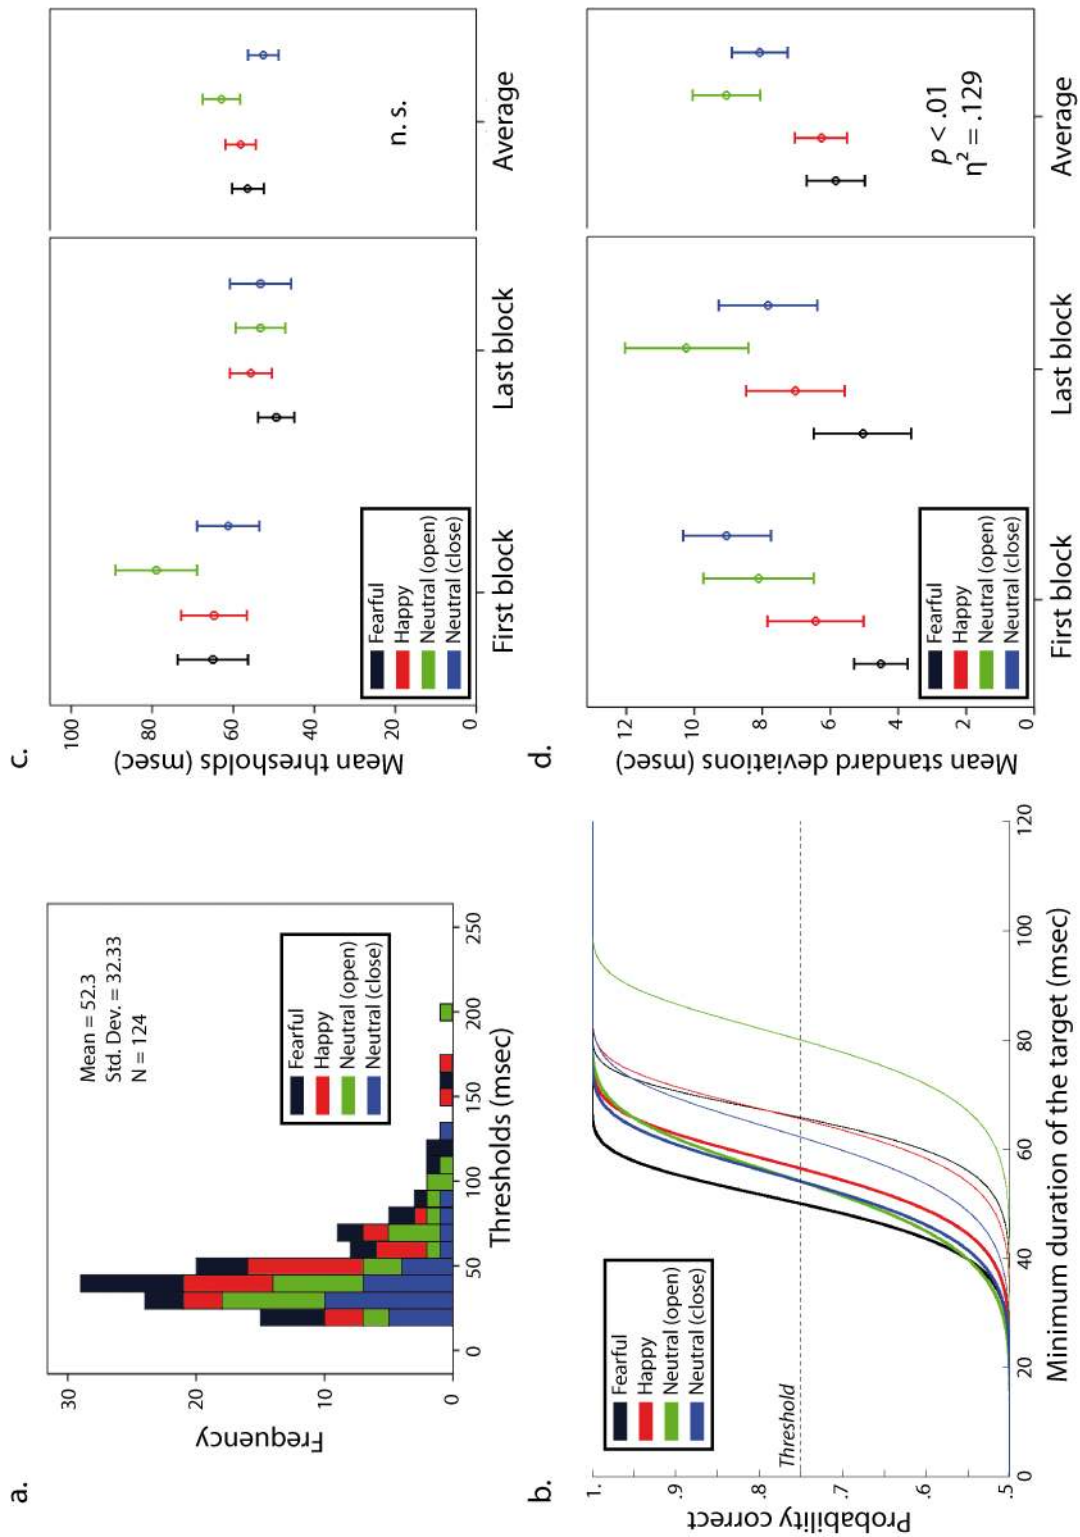 a.
Frequency
30
20
10
0
0
50
100
150
200
250
Thresholds (msec)
Mean = 52.3
Std. Dev. = 32.33
N = 124
Fearful
Happy
Neutral (open)
Neutral (close)
b.
Probability correct
1.
.9
.8
.7
.6
.5
Threshold
Fearful
Happy
Neutral (open)
Neutral (close)
0
20
40
60
80
100
120
Minimum duration of the target (msec)
c.
Mean thresholds (msec)
100
80
60
40
20
0
Fearful
Happy
Neutral (open)
Neutral (close)
n. s.
First block
Last block
Average
d.
Mean standard deviations (msec)
12
10
8
6
4
2
0
Fearful
Happy
Neutral (open)
Neutral (close)
p < .01
η² = .129
First block
Last block
Average